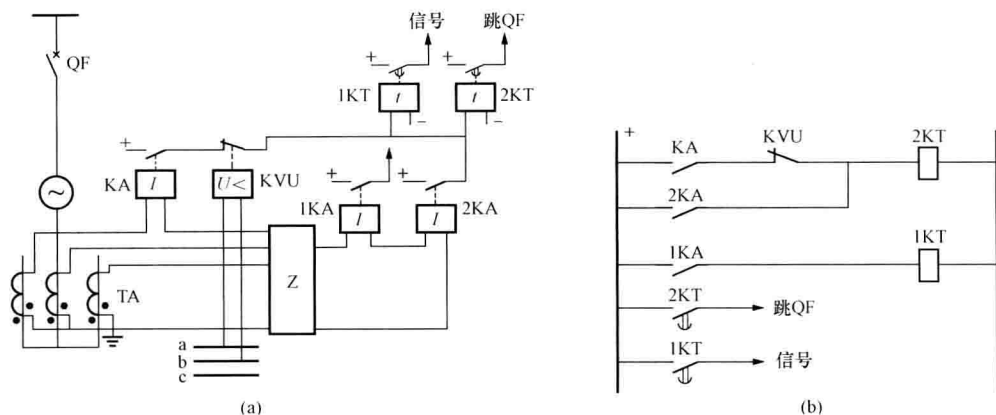 信号
跳QF
QF
+
+
1KT
t
t
2KT
−
−
+
KA
I
U<
KVU
+
+
1KA
I
I
2KA
Z
TA
a
b
c
(a)
+
KA
KVU
2KT
2KA
1KA
1KT
2KT
跳QF
1KT
信号
(b)